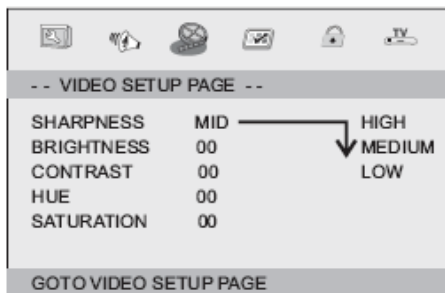 TV
- - VIDEO SETUP PAGE - -
SHARPNESS MID HIGH
BRIGHTNESS 00 MEDIUM
CONTRAST 00 LOW
HUE 00
SATURATION 00
GOTO VIDEO SETUP PAGE